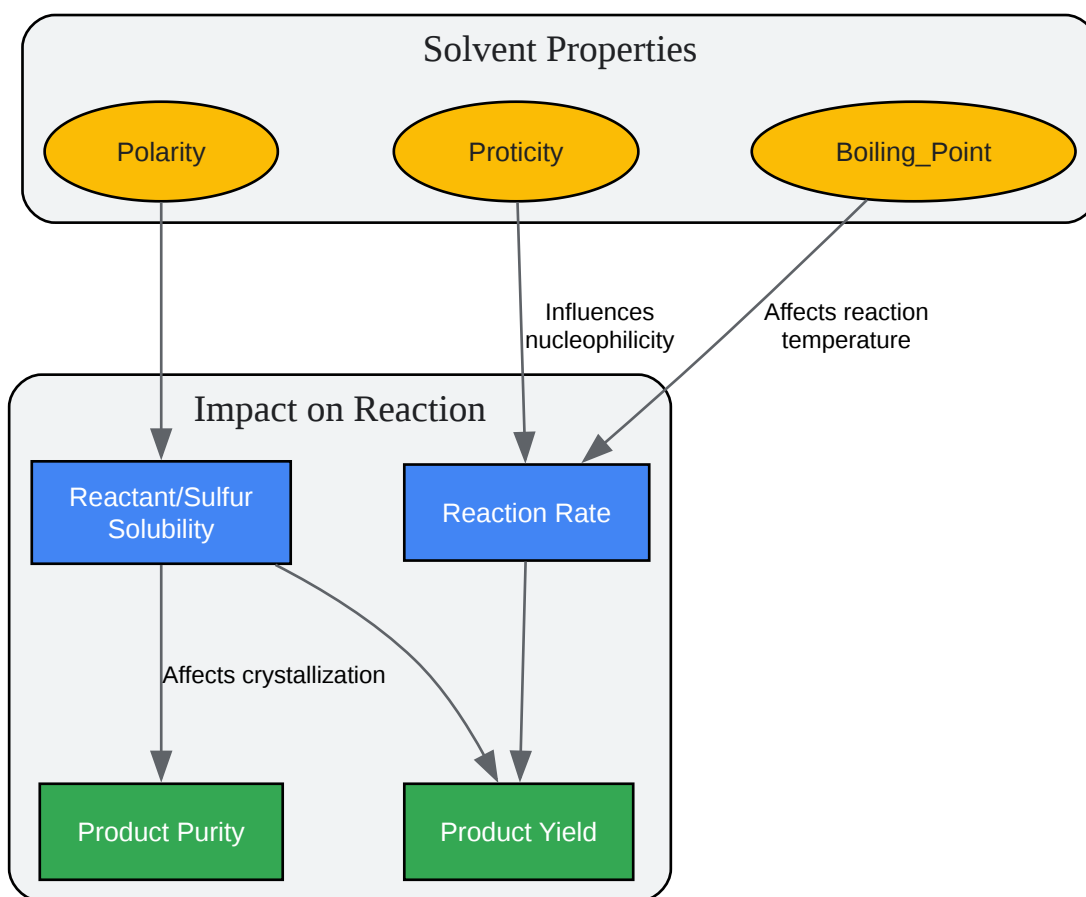 Solvent Properties
Polarity
Proticity
Boiling_Point
Influences
nucleophilicity
Affects reaction
temperature
Impact on Reaction
Reactant/Sulfur
Solubility
Reaction Rate
Affects crystallization
Product Purity
Product Yield